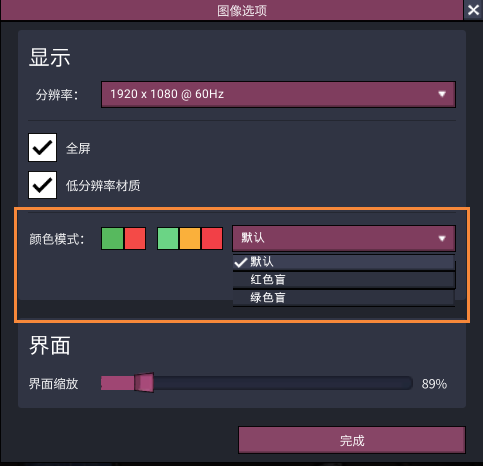 图像选项
显示
分辨率： 1920 x 1080 @ 60Hz
全屏
低分辨率材质
颜色模式： 默认
默认
红色盲
绿色盲
界面
界面缩放 89%
完成